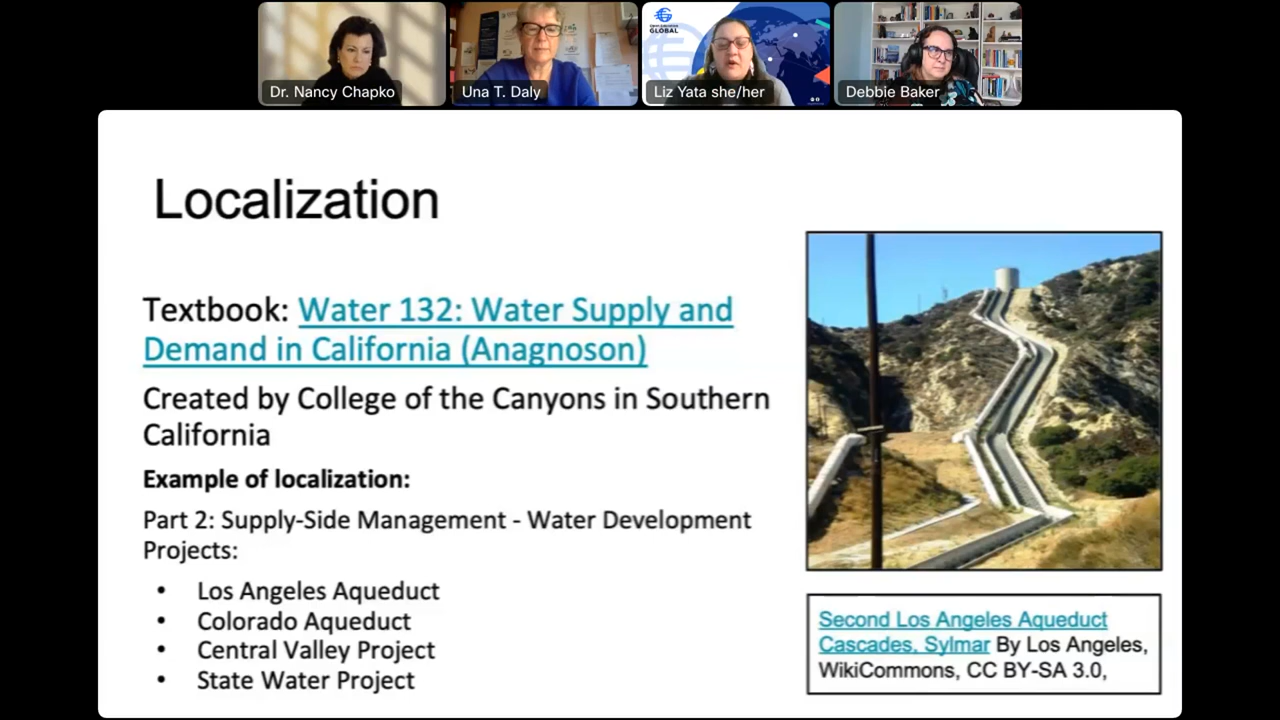 Open Education
GLOBAL
Dr. Nancy Chapko
Una T. Daly
Liz Yata she/her
Debbie Baker
Localization
Textbook: Water 132: Water Supply and
Demand in California (Anagnoson)
Created by College of the Canyons in Southern
California
Example of localization:
Part 2: Supply-Side Management - Water Development
Projects:
• Los Angeles Aqueduct
• Colorado Aqueduct
• Central Valley Project
• State Water Project
Second Los Angeles Aqueduct
Cascades, Sylmar By Los Angeles,
WikiCommons, CC BY-SA 3.0,